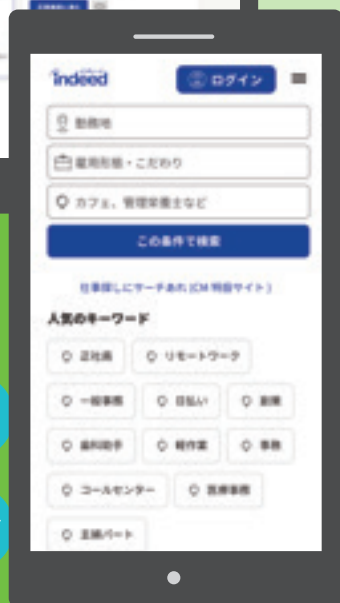 indeed
ログイン
勤務地
雇用形態・こだわり
カフェ、管理栄養士など
この条件で検索
仕事探しにサーチあれ (CM 特設サイト)
人気のキーワード
正社員 リモートワーク
一般事務 日払い 副業
歯科助手 軽作業 事務
コールセンター 医療事務
主婦パート